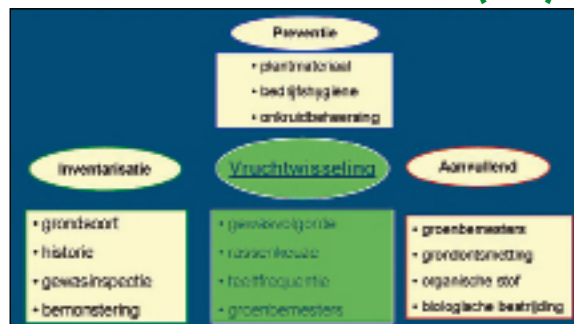 Preventie
• plantmateriaal
• bedrijfshygiene
• onkruidbeheersing
Inventarisatie
• grondsoort
• historie
• gewasinspectie
• bemonstering
Vruchtwisseling
• gewasvolgorde
• rassenkeuze
• teeltfrequentie
• groenbemesters
Aanvullend
• groenbemesters
• grondontsmetting
• organische stof
• biologische bestrijding